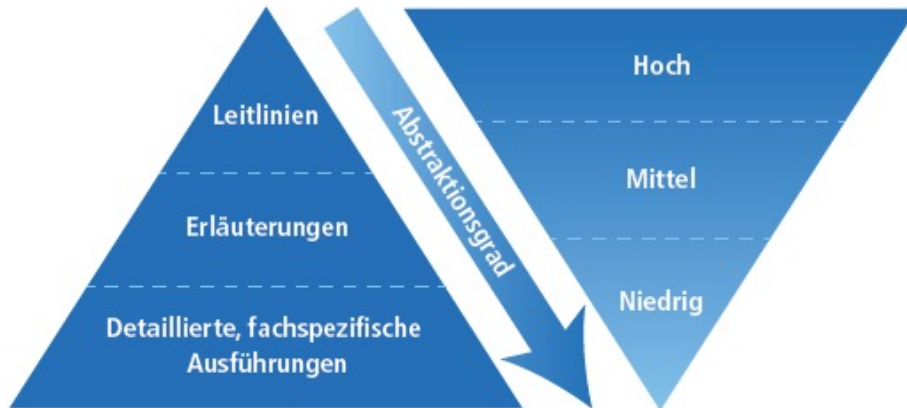 Leitlinien
Erläuterungen
Detaillierte, fachspezifische
Ausführungen
Abstraktionsgrad
Hoch
Mittel
Niedrig